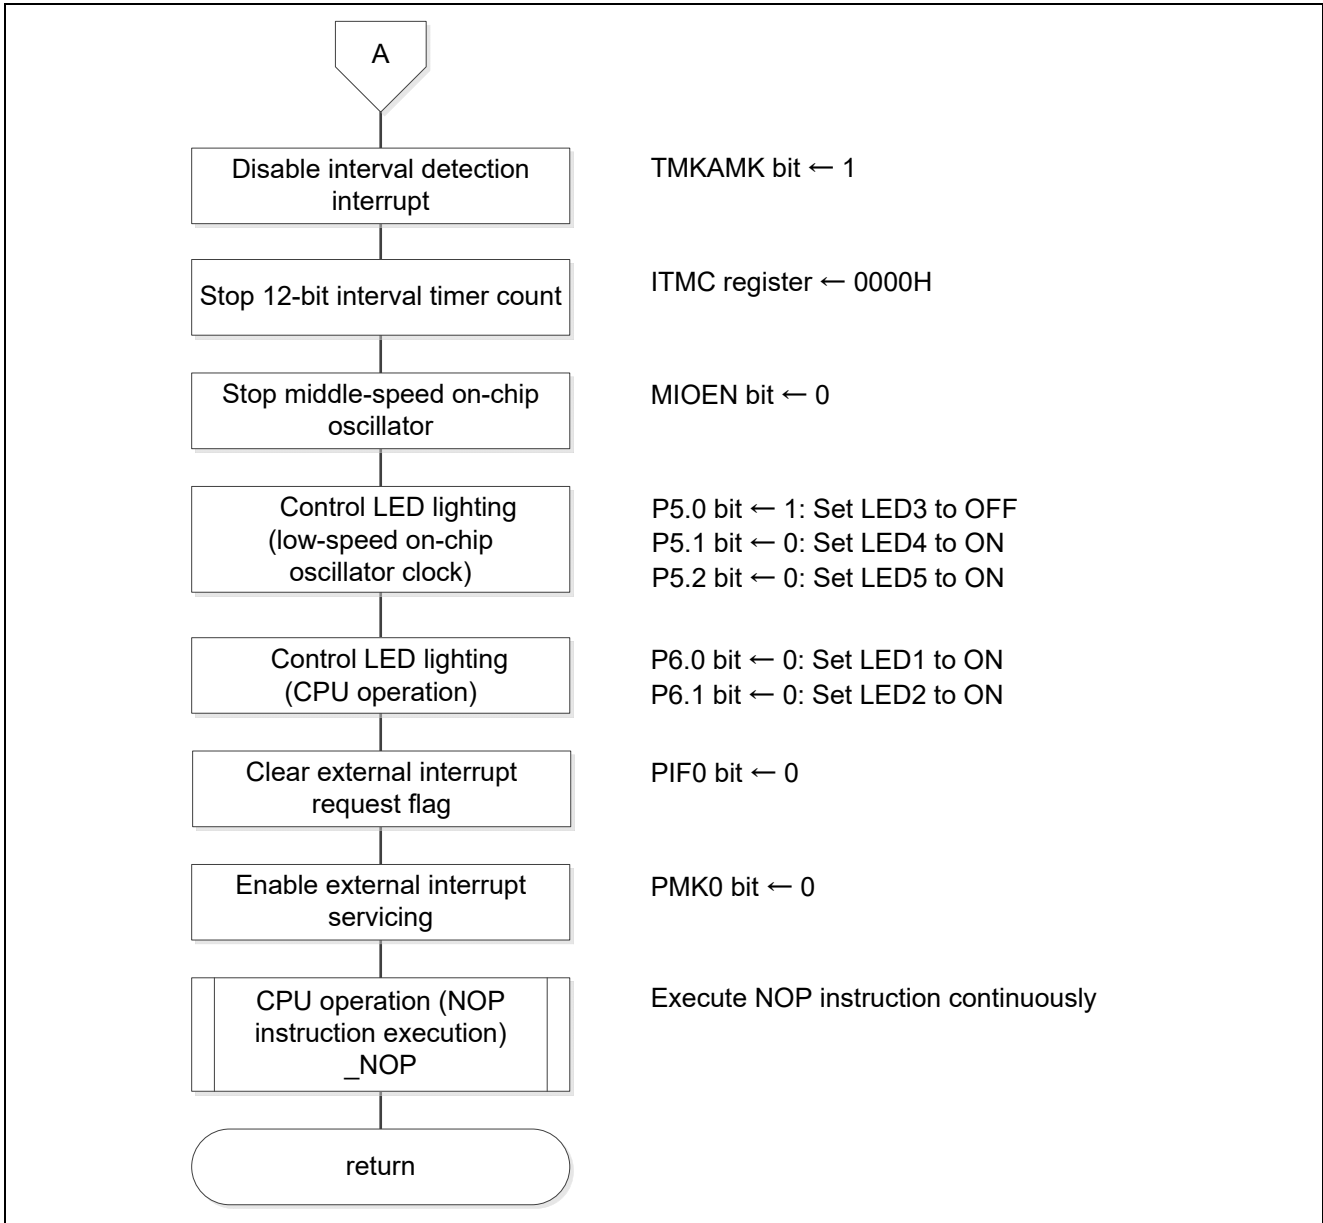 A
Disable interval detection
interrupt
TMKAMK bit ← 1
Stop 12-bit interval timer count
ITMC register ← 0000H
Stop middle-speed on-chip
oscillator
MIOEN bit ← 0
Control LED lighting
(low-speed on-chip
oscillator clock)
P5.0 bit ← 1: Set LED3 to OFF
P5.1 bit ← 0: Set LED4 to ON
P5.2 bit ← 0: Set LED5 to ON
Control LED lighting
(CPU operation)
P6.0 bit ← 0: Set LED1 to ON
P6.1 bit ← 0: Set LED2 to ON
Clear external interrupt
request flag
PIF0 bit ← 0
Enable external interrupt
servicing
PMK0 bit ← 0
CPU operation (NOP
instruction execution)
_NOP
Execute NOP instruction continuously
return